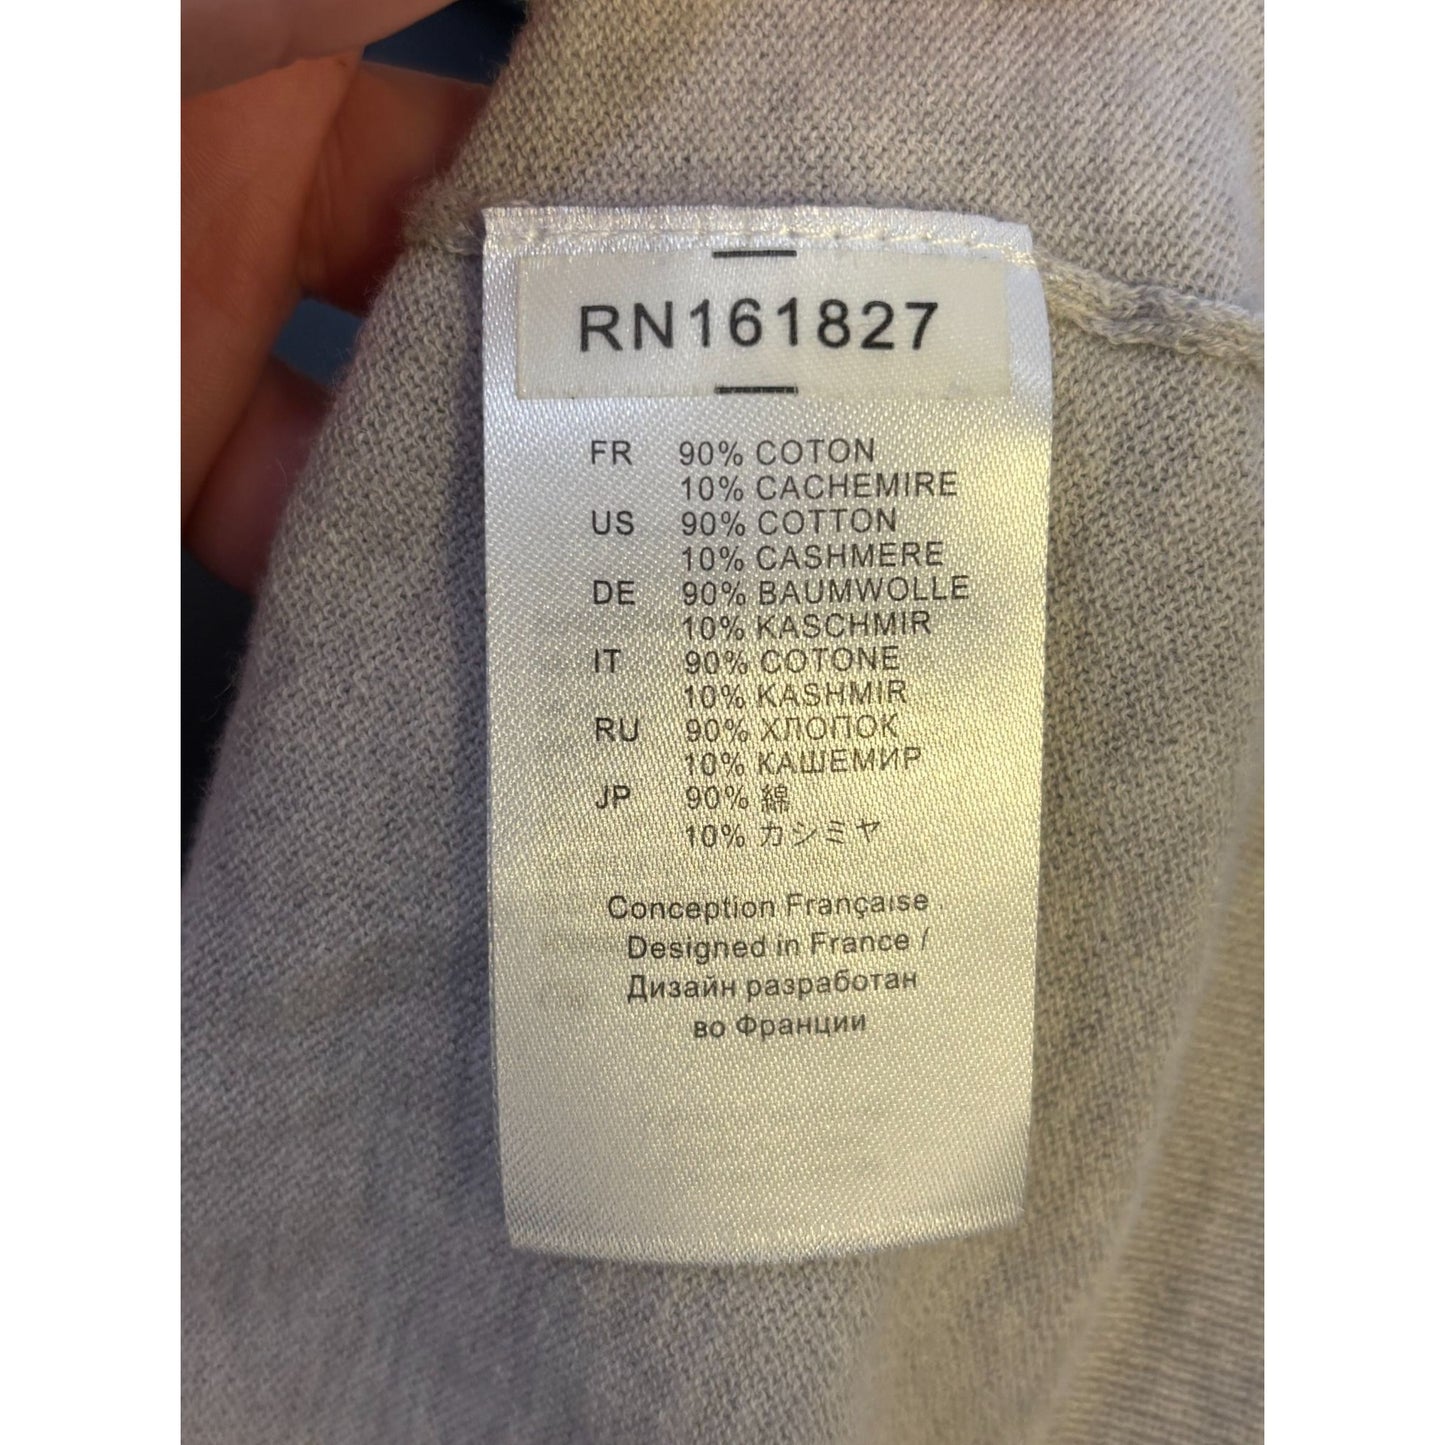 RN161827
FR 90% COTON
10% CACHEMIRE
US 90% COTTON
10% CASHMERE
DE 90% BAUMWOLLE
10% KASCHMIR
IT 90% COTONE
10% KASHMIR
RU 90% ХЛОПОК
10% КАШЕМИР
JP 90% 綿
10% カシミヤ
Conception Française
Designed in France /
Дизайн разработан
во Франции